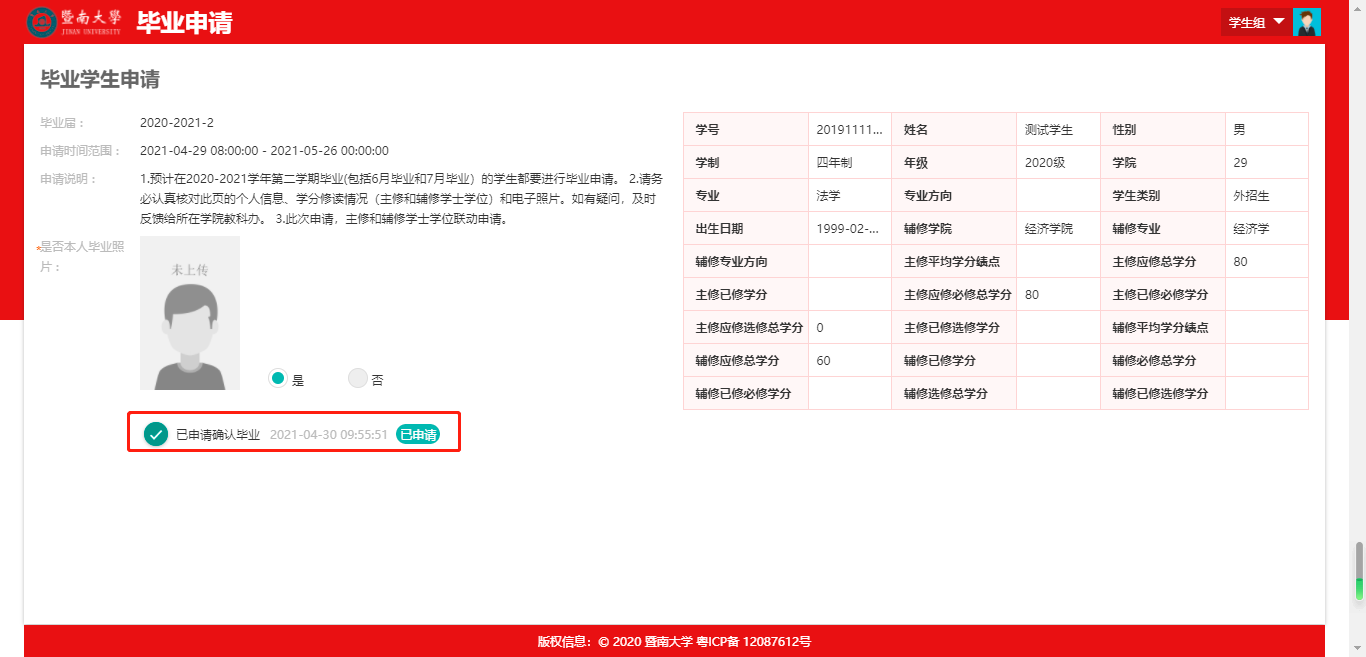 暨南大學 毕业申请 学生组
JINAN UNIVERSITY
毕业学生申请
毕业届： 2020-2021-2
申请时间范围： 2021-04-29 08:00:00 - 2021-05-26 00:00:00
申请说明： 1.预计在2020-2021学年第二学期毕业(包括6月毕业和7月毕业）的学生都要进行毕业申请。 2.请务
必认真核对此页的个人信息、学分修读情况（主修和辅修学士学位）和电子照片。如有疑问，及时
反馈给所在学院教科办。 3.此次申请，主修和辅修学士学位联动申请。
*是否本人毕业照
片：
未上传
是 否
已申请确认毕业 2021-04-30 09:55:51 已申请
学号 20191111... 姓名 测试学生 性别 男
学制 四年制 年级 2020级 学院 29
专业 法学 专业方向 学生类别 外招生
出生日期 1999-02-... 辅修学院 经济学院 辅修专业 经济学
辅修专业方向 主修平均学分绩点 主修应修总学分 80
主修已修学分 主修应修必修总学分 80 主修已修必修学分
主修应修选修总学分 0 主修已修选修学分 辅修平均学分绩点
辅修应修总学分 60 辅修已修学分 辅修必修总学分
辅修已修必修学分 辅修选修总学分 辅修已修选修学分
版权信息：© 2020 暨南大学 粤ICP备 12087612号